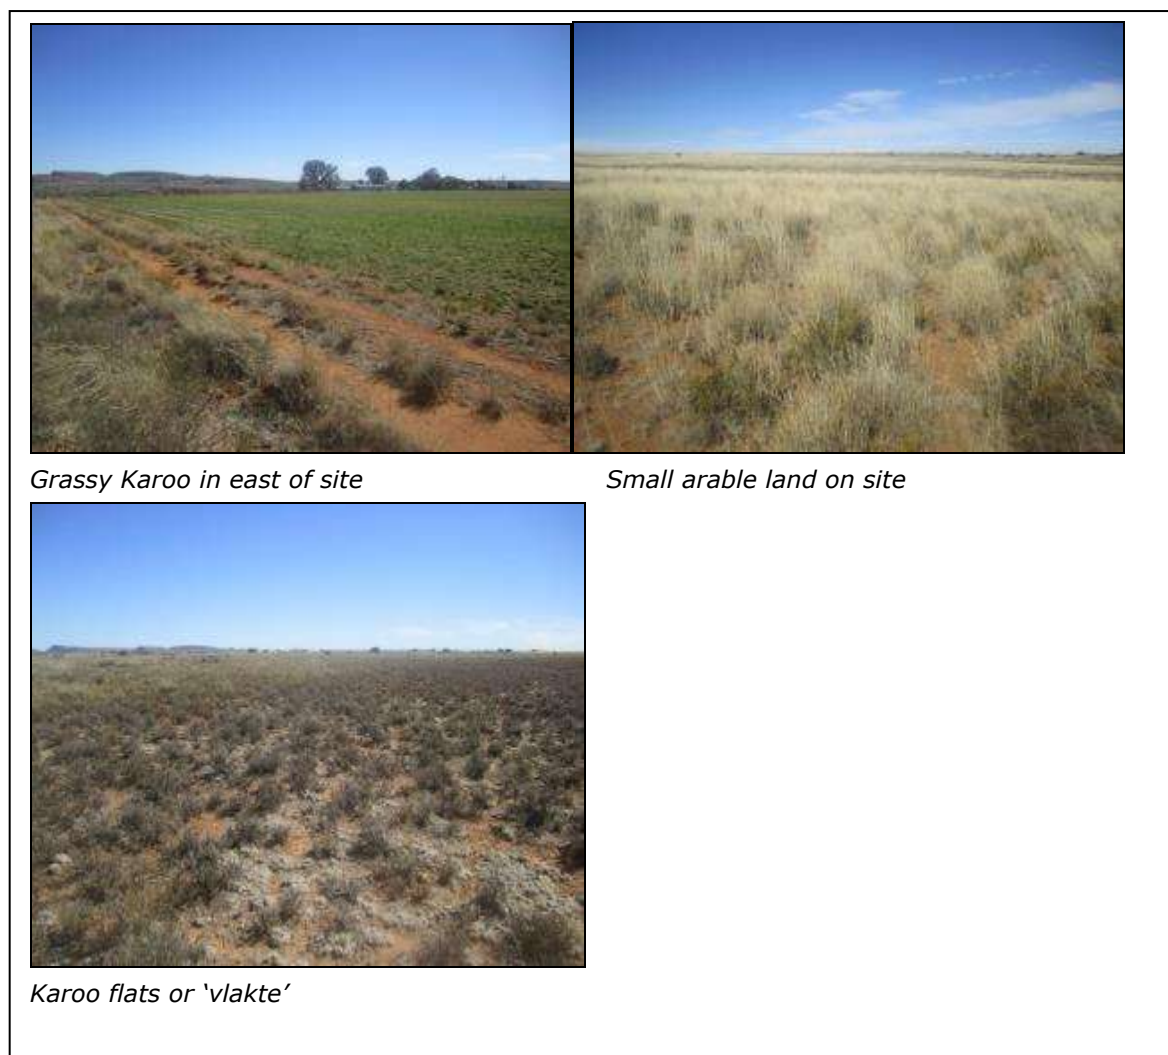 Grassy Karoo in east of site
Small arable land on site
Karoo flats or ‘vlakte’